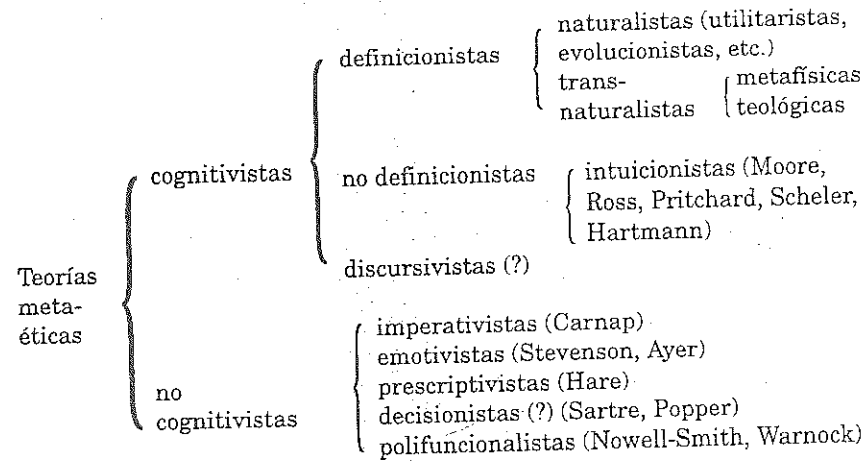 naturalistas (utilitaristas,
evolucionistas, etc.)
definicionistas
trans-
naturalistas
metafísicas
teológicas
cognitivistas
no definicionistas
intuicionistas (Moore,
Ross, Pritchard, Scheler,
Hartmann)
discursivistas (?)
Teorías
meta-
éticas
no
cognitivistas
imperativistas (Carnap)
emotivistas (Stevenson, Ayer)
prescriptivistas (Hare)
decisionistas (?) (Sartre, Popper)
polifuncionalistas (Nowell-Smith, Warnock)